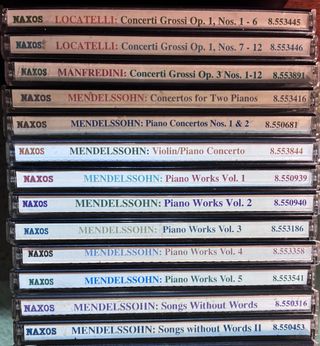 NAXOS LOCATELLI: Concerti Grossi Op. 1, Nos. 1 - 6 8.553445
NAXOS LOCATELLI: Concerti Grossi Op. 1, Nos. 7 - 12 8.553446
NAXOS MANFREDINI: Concerti Grossi Op. 3 Nos. 1-12 8.553891
NAXOS MENDELSSOHN: Concertos for Two Pianos 8.553416
NAXOS MENDELSSOHN: Piano Concertos Nos. 1 & 2 8.550681
NAXOS MENDELSSOHN: Violin/Piano Concerto 8.553844
NAXOS MENDELSSOHN: Piano Works Vol. 1 8.550939
NAXOS MENDELSSOHN: Piano Works Vol. 2 8.550940
NAXOS MENDELSSOHN: Piano Works Vol. 3 8.553186
NAXOS MENDELSSOHN: Piano Works Vol. 4 8.553358
NAXOS MENDELSSOHN: Piano Works Vol. 5 8.553541
NAXOS MENDELSSOHN: Songs Without Words 8.550316
NAXOS MENDELSSOHN: Songs without Words II 8.550453